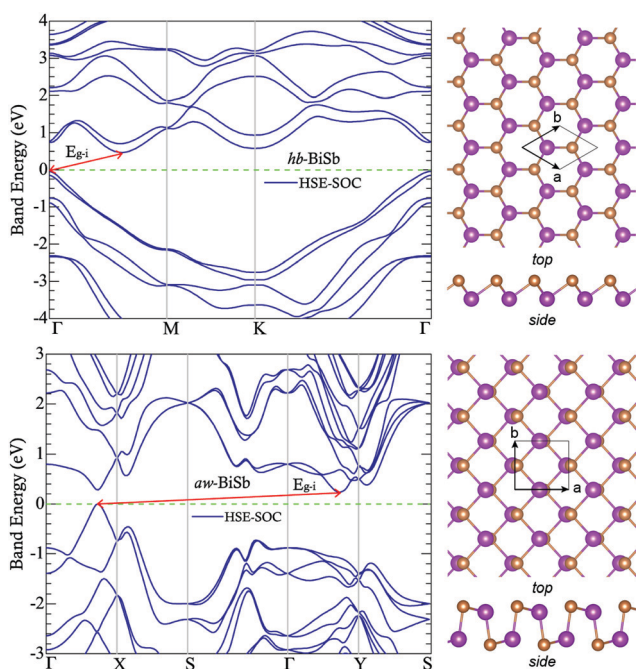 4
3
2
1
0
-1
-2
-3
-4
Band Energy (eV)
E_g-i
hb-BiSb
HSE-SOC
Γ M K Γ
b
a
top
side
3
2
1
0
-1
-2
-3
Band Energy (eV)
aw-BiSb
E_g-i
HSE-SOC
Γ X S Γ Y S
b
a
top
side